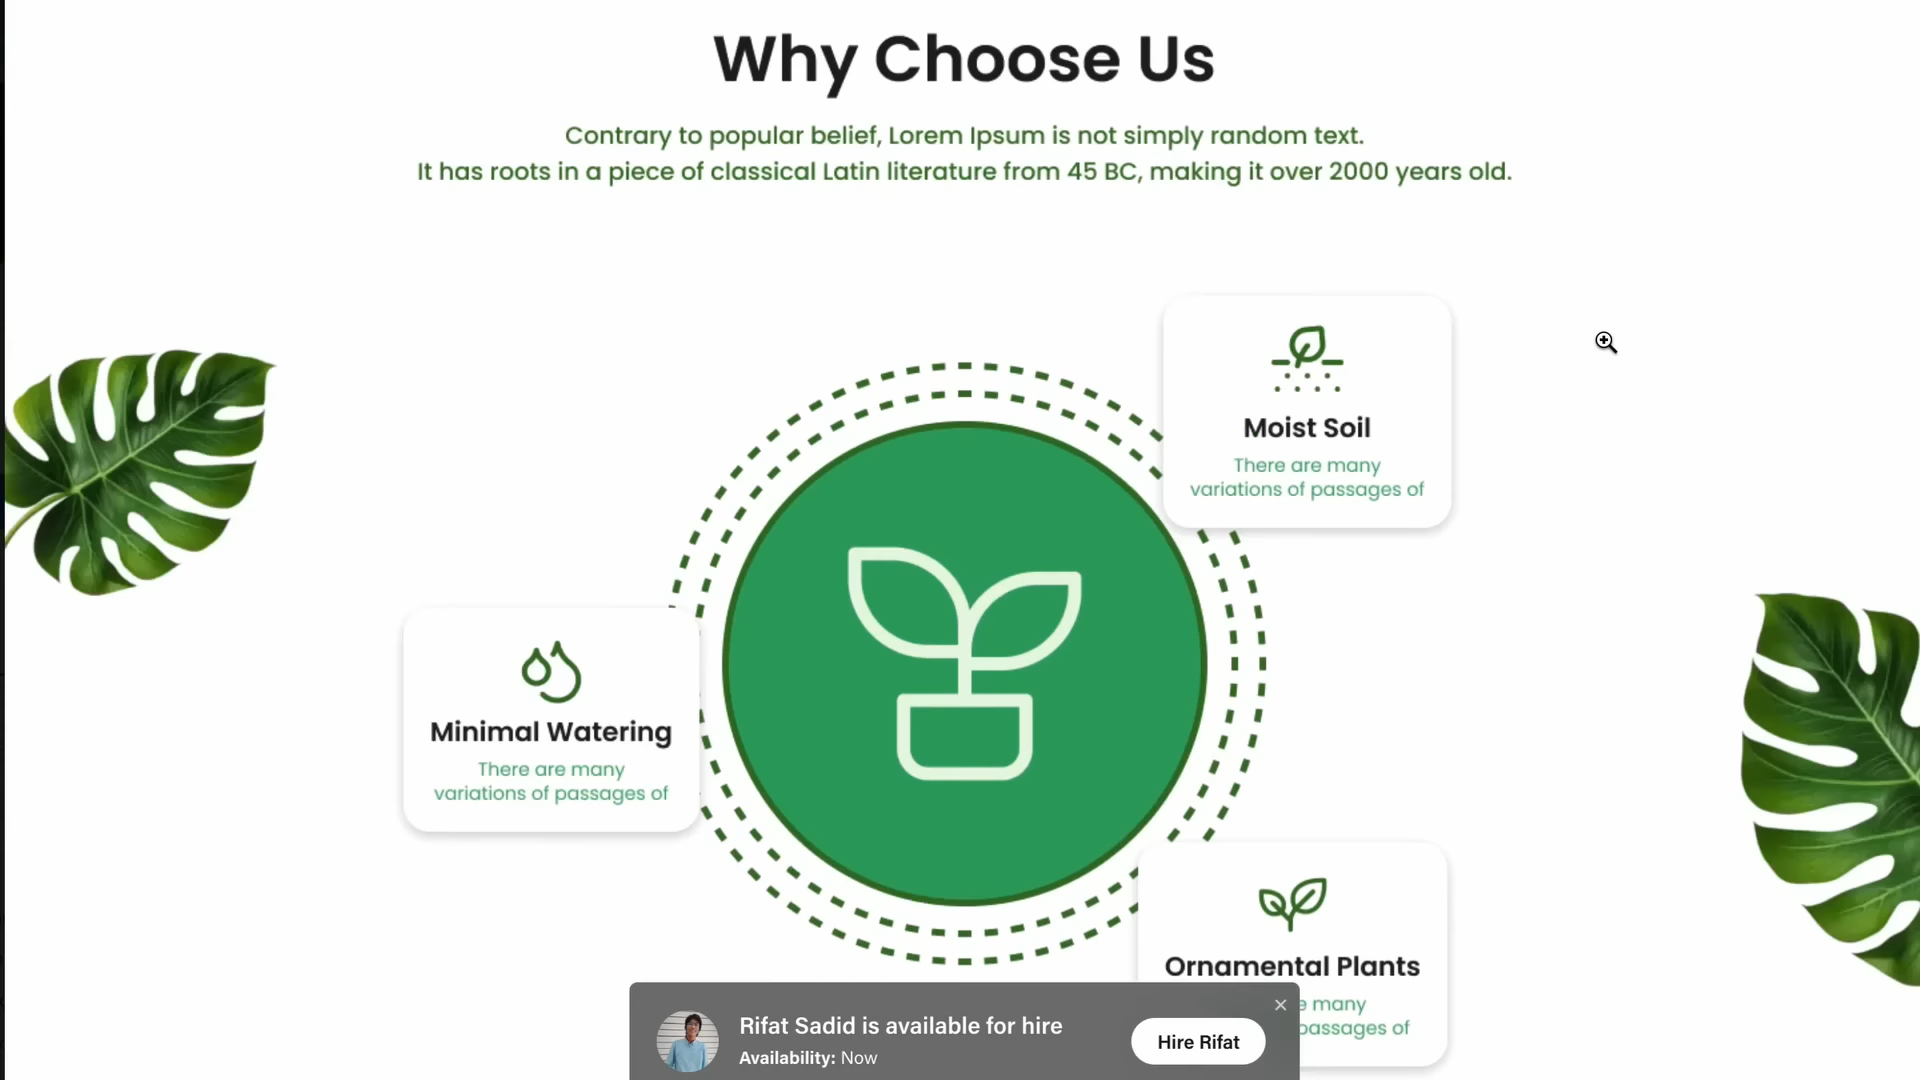 Why Choose Us
Contrary to popular belief, Lorem Ipsum is not simply random text.
It has roots in a piece of classical Latin literature from 45 BC, making it over 2000 years old.
Moist Soil
There are many
variations of passages of
Minimal Watering
There are many
variations of passages of
Ornamental Plants
many
passages of
Rifat Sadid is available for hire
Availability: Now
Hire Rifat